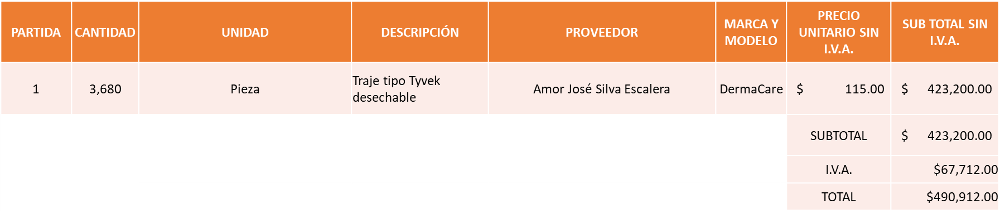 PARTIDA CANTIDAD UNIDAD DESCRIPCIÓN PROVEEDOR MARCA Y MODELO PRECIO UNITARIO SIN I.V.A. SUB TOTAL SIN I.V.A.
1 3,680 Pieza Traje tipo Tyvek desechable Amor José Silva Escalera DermaCare $ 115.00 $ 423,200.00
SUBTOTAL $ 423,200.00
I.V.A. $67,712.00
TOTAL $490,912.00